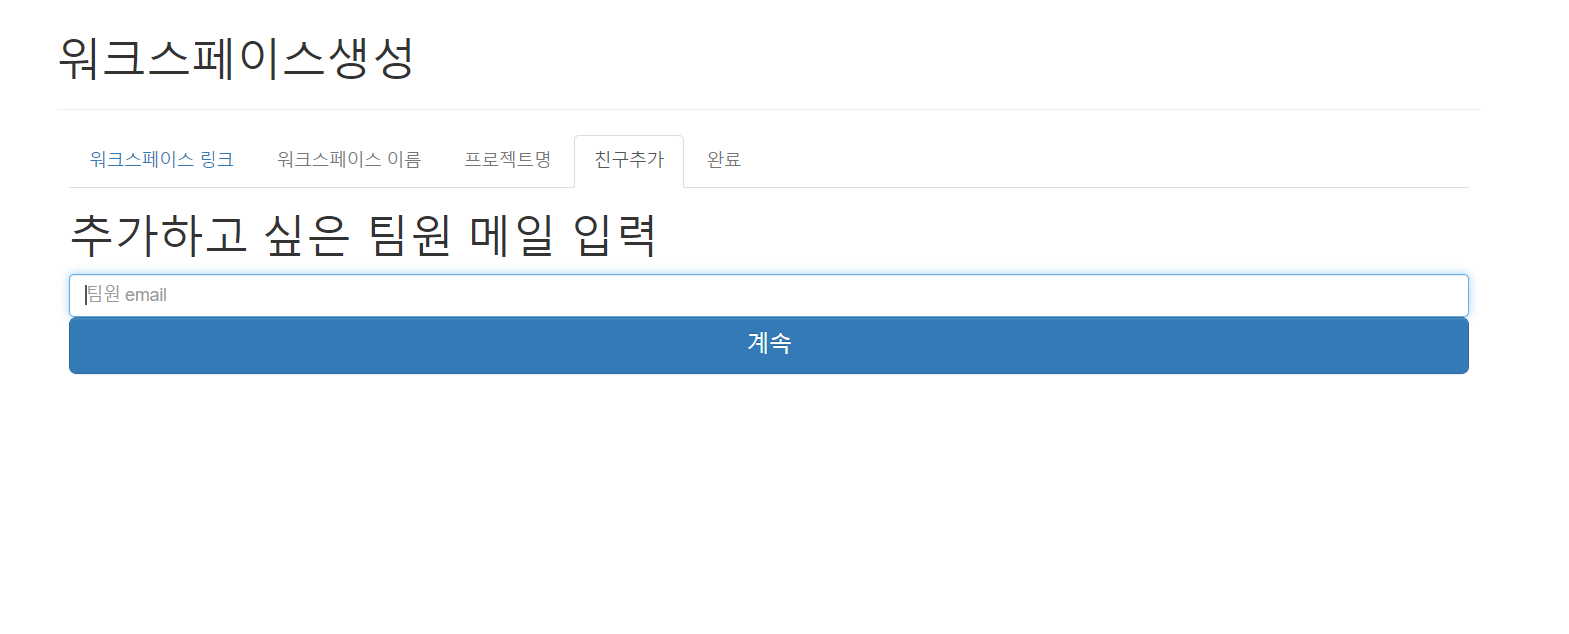 워크스페이스생성
워크스페이스 링크 워크스페이스 이름 프로젝트명 친구추가 완료
추가하고 싶은 팀원 메일 입력
팀원 email
계속